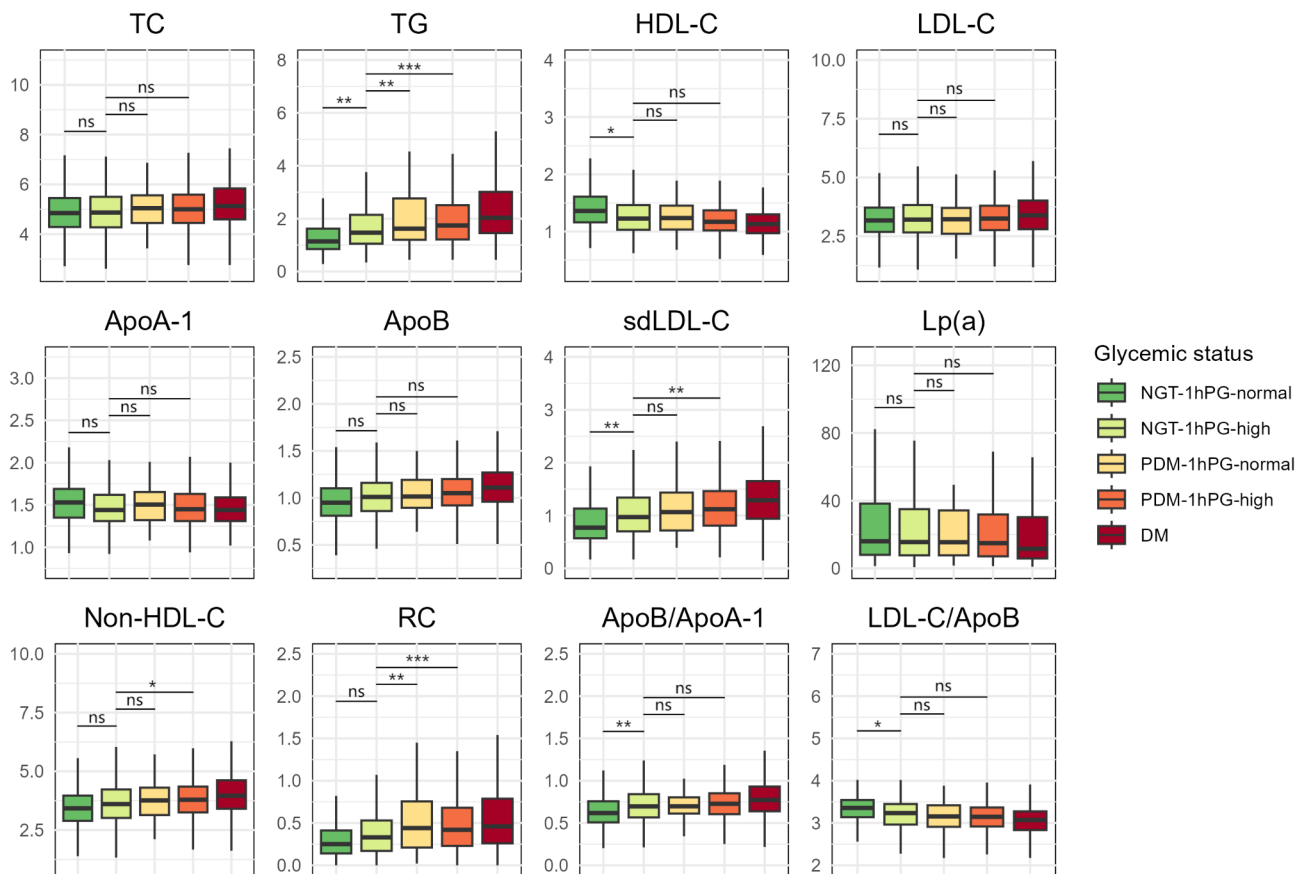 TC
TG
HDL-C
LDL-C
10
8
6
4
ns
ns
ns
8
6
4
2
0
***
**
**
4
3
2
1
ns
ns
*
10.0
7.5
5.0
2.5
ns
ns
ns
ApoA-1
ApoB
sdLDL-C
Lp(a)
3.0
2.5
2.0
1.5
1.0
ns
ns
ns
2.5
2.0
1.5
1.0
0.5
ns
ns
ns
4
3
2
1
0
**
ns
**
120
80
40
0
ns
ns
ns
Glycemic status
NGT-1hPG-normal
NGT-1hPG-high
PDM-1hPG-normal
PDM-1hPG-high
DM
Non-HDL-C
RC
ApoB/ApoA-1
LDL-C/ApoB
10.0
7.5
5.0
2.5
*
ns
ns
2.5
2.0
1.5
1.0
0.5
0.0
***
**
ns
2.5
2.0
1.5
1.0
0.5
0.0
ns
ns
**
7
6
5
4
3
2
ns
ns
*